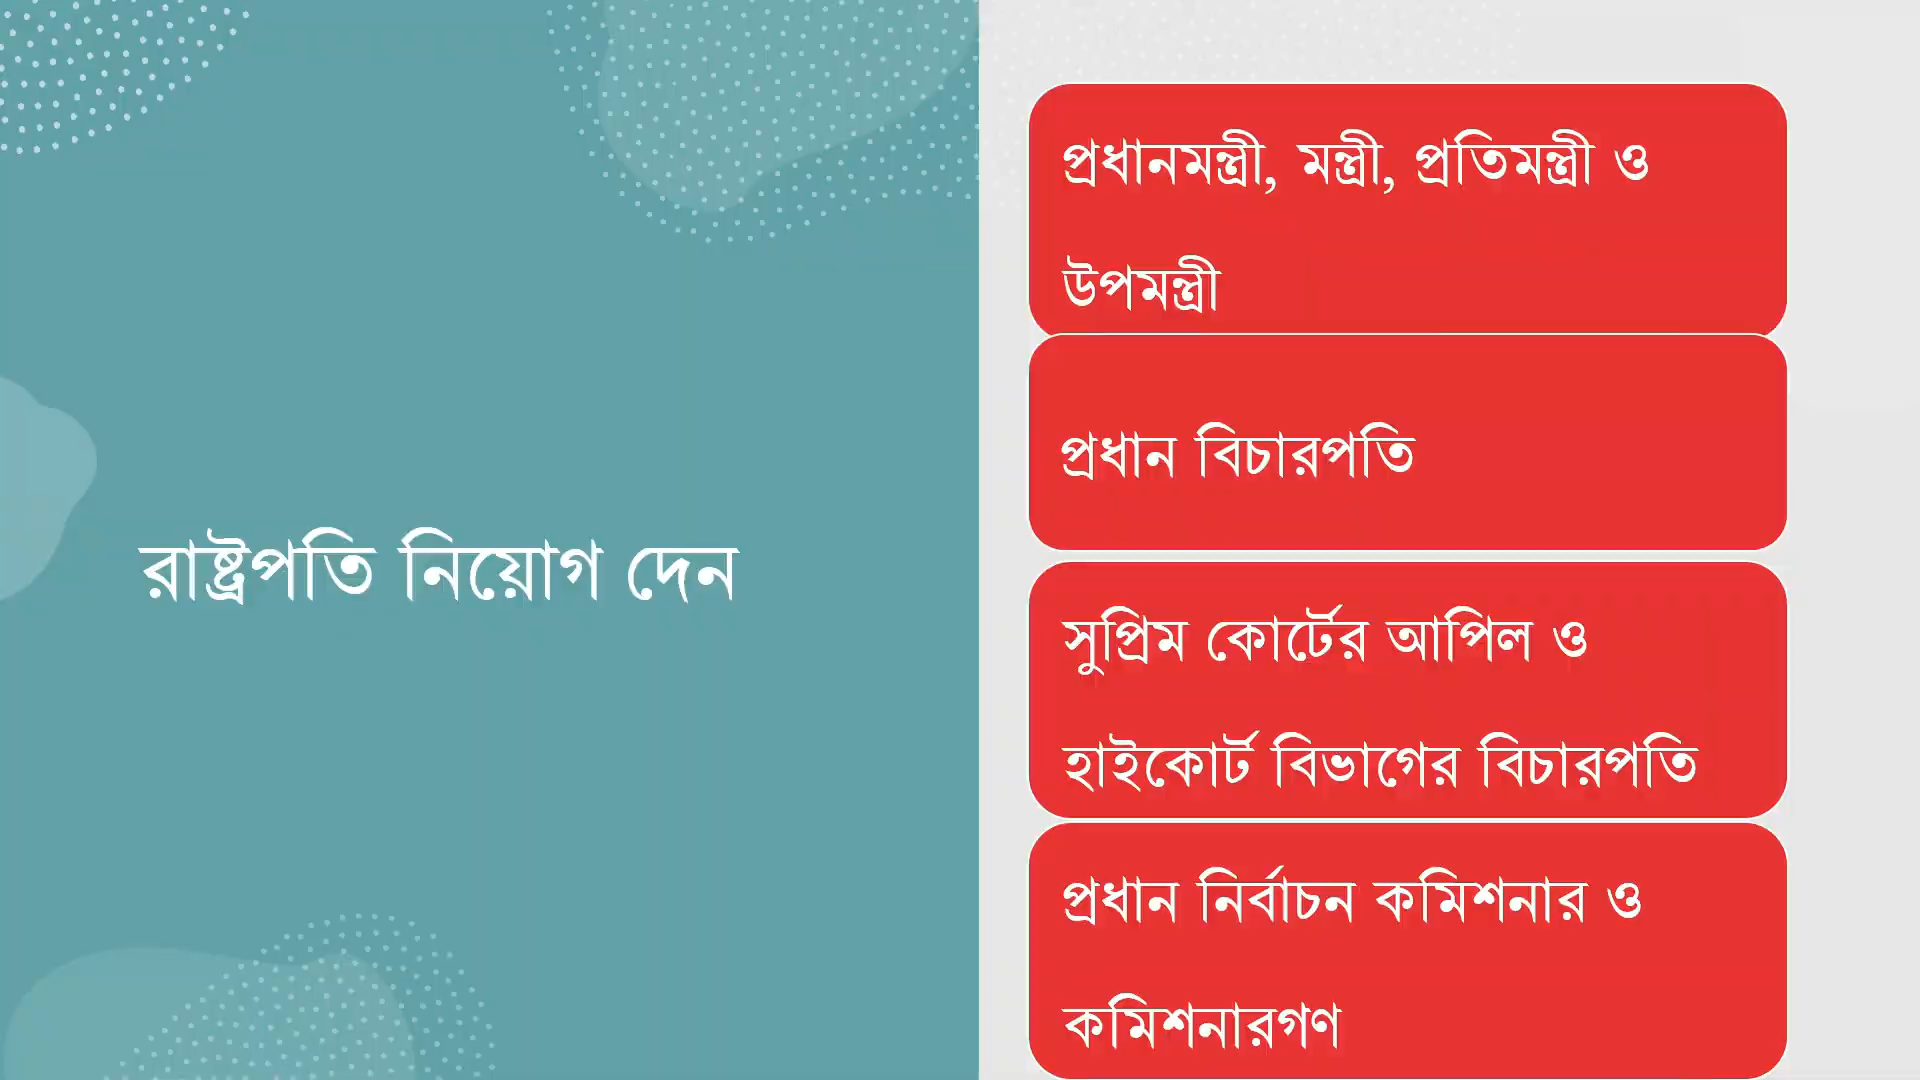 রাষ্ট্রপতি নিয়োগ দেন
প্রধানমন্ত্রী, মন্ত্রী, প্রতিমন্ত্রী ও
উপমন্ত্রী
প্রধান বিচারপতি
সুপ্রিম কোর্টের আপিল ও
হাইকোর্ট বিভাগের বিচারপতি
প্রধান নির্বাচন কমিশনার ও
কমিশনারগণ